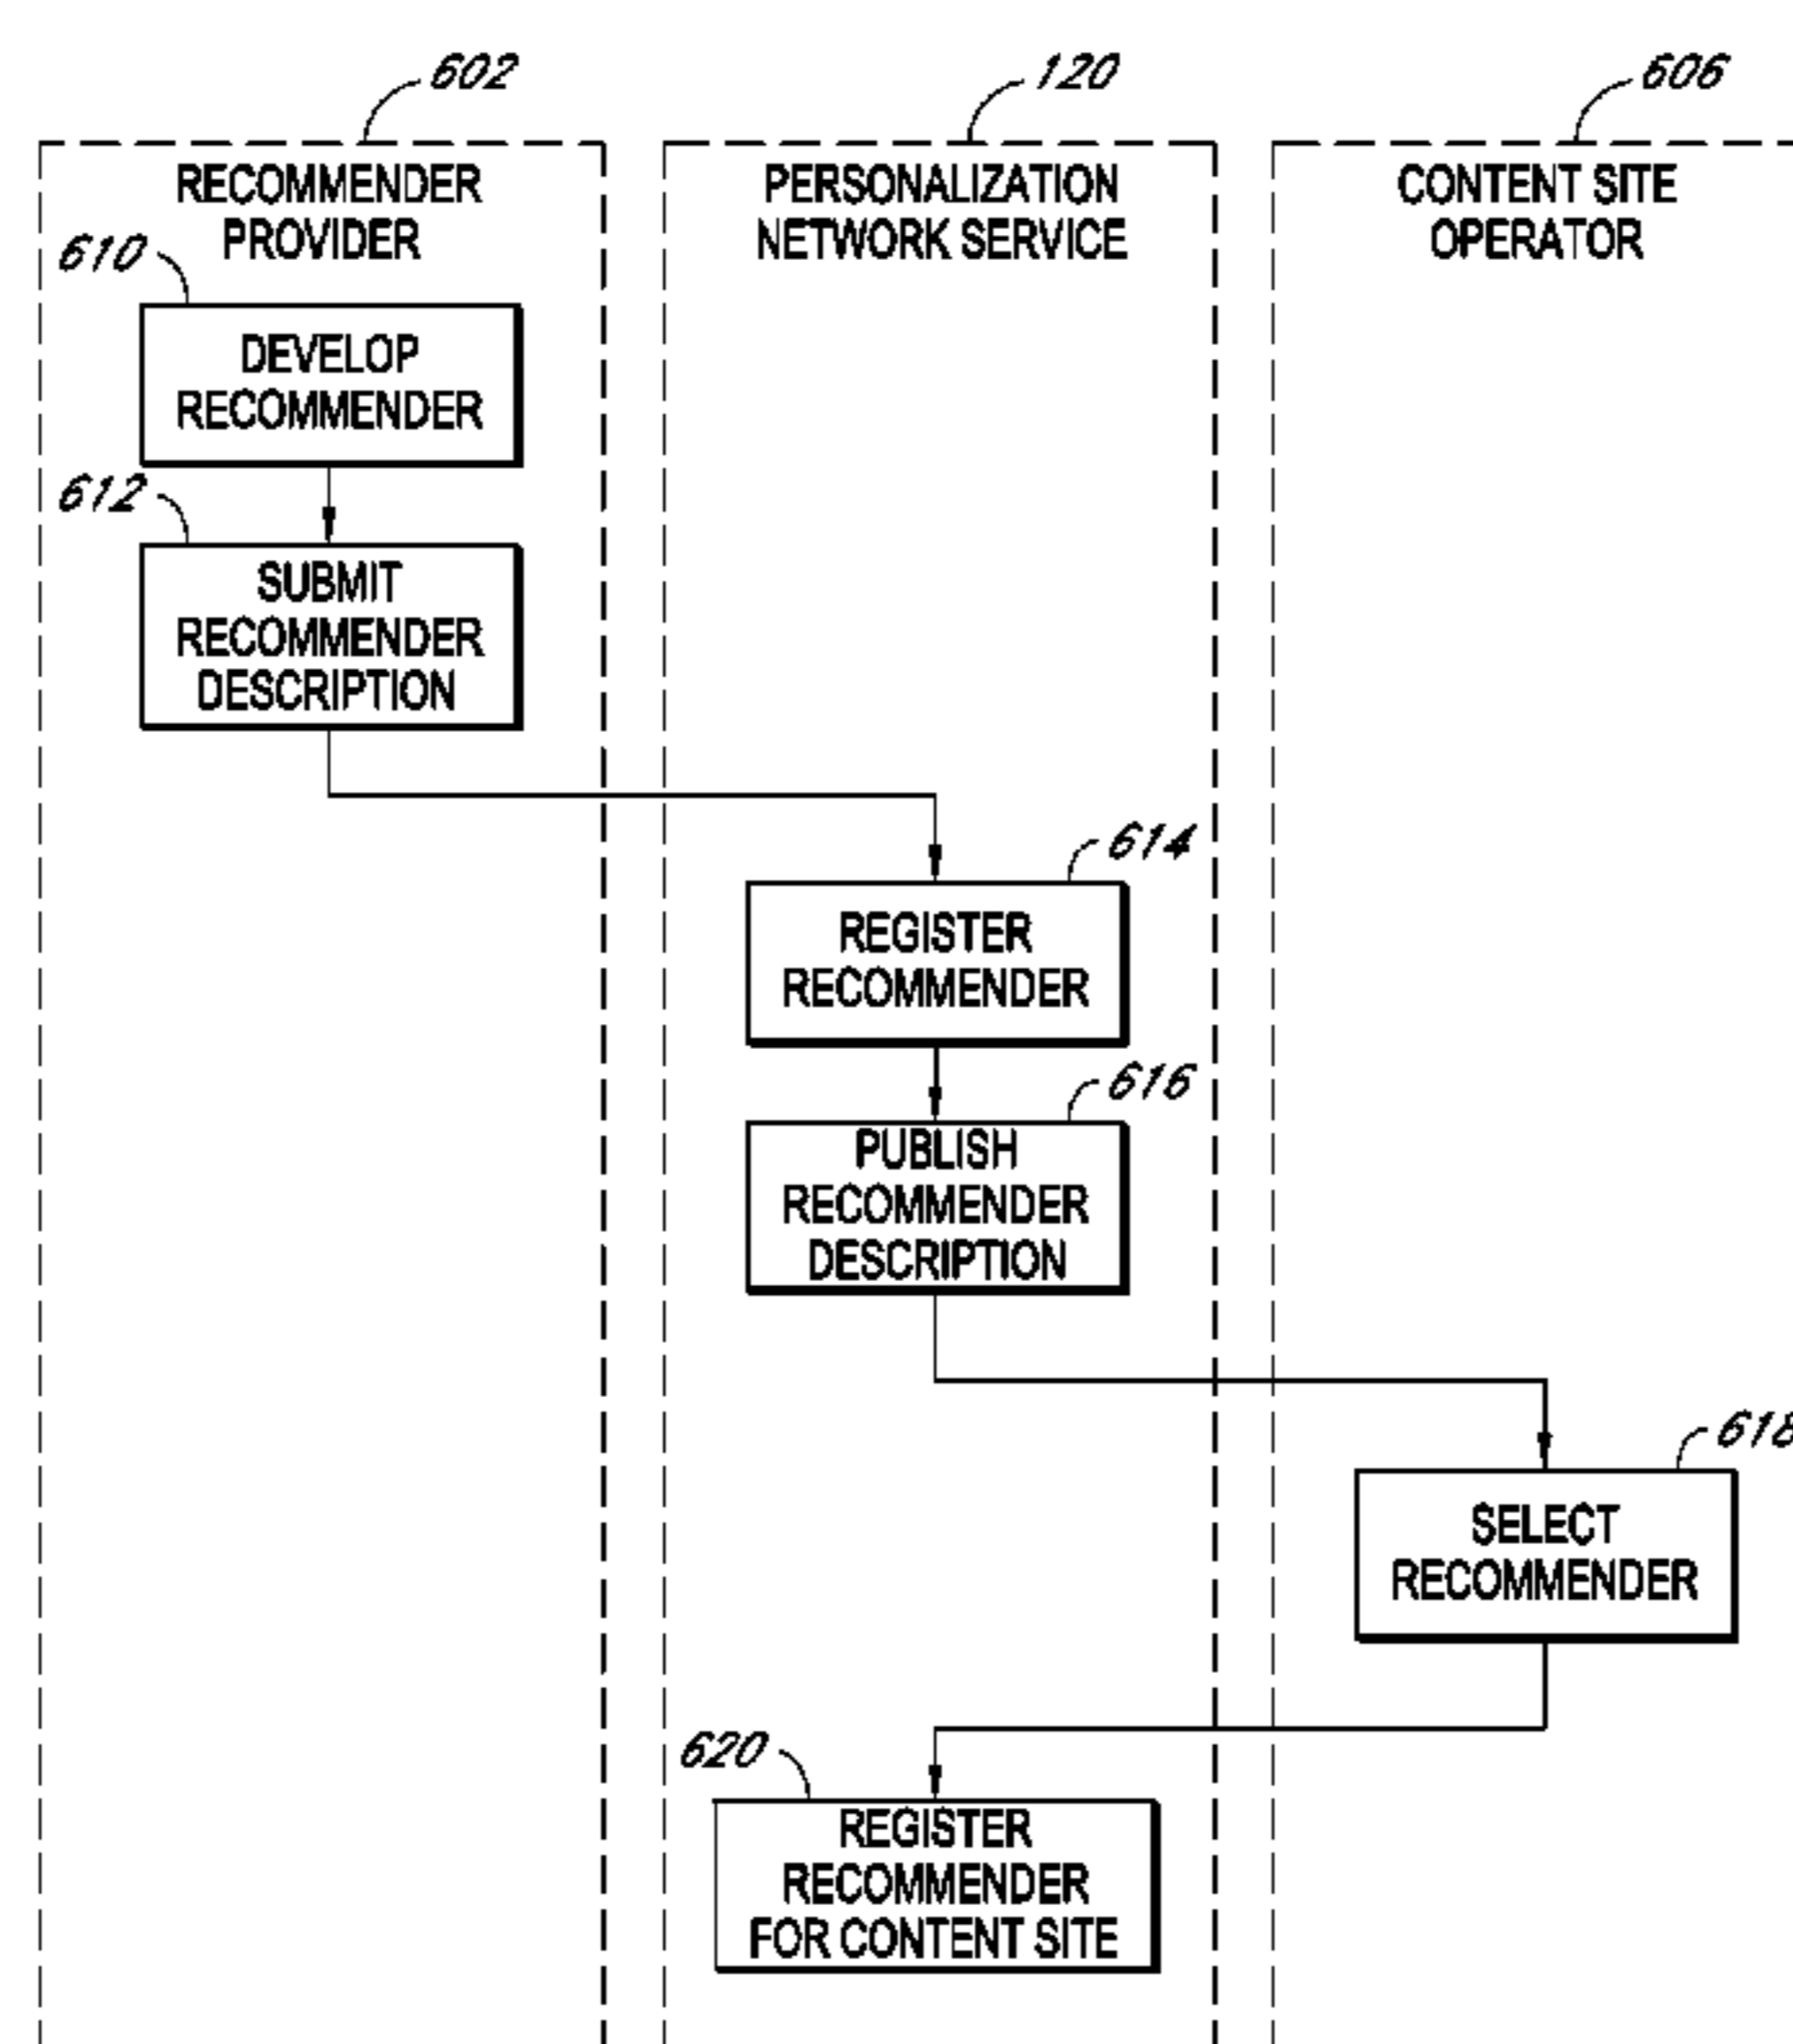 602
120
606
RECOMMENDER
PROVIDER
PERSONALIZATION
NETWORK SERVICE
CONTENT SITE
OPERATOR
610
DEVELOP
RECOMMENDER
612
SUBMIT
RECOMMENDER
DESCRIPTION
614
REGISTER
RECOMMENDER
616
PUBLISH
RECOMMENDER
DESCRIPTION
618
SELECT
RECOMMENDER
620
REGISTER
RECOMMENDER
FOR CONTENT SITE